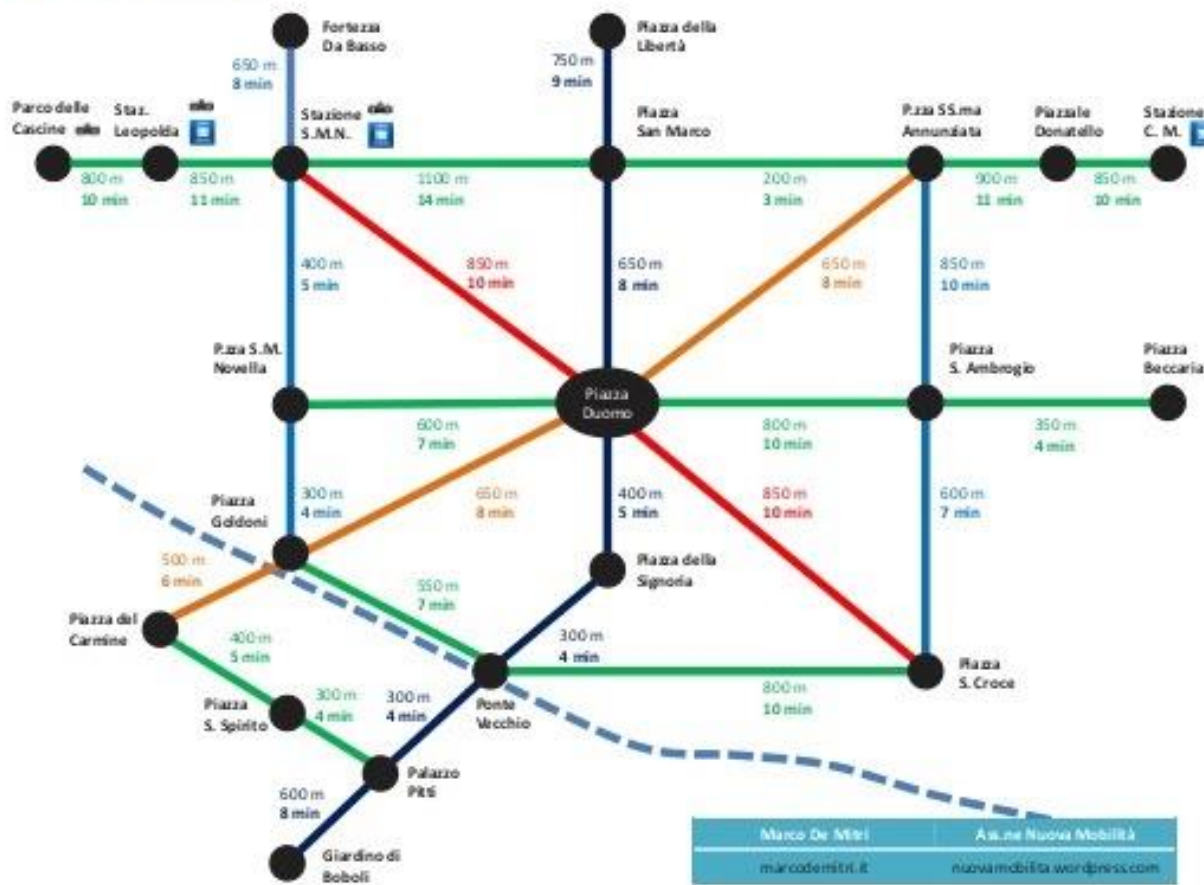 Fortezza
Da Basso
Piazza della
Libertà
650 m
8 min
750 m
9 min
Parco delle
Cascine
Staz.
Leopolda
Stazione
S.M.N.
Piazza
San Marco
P.zza SS.ma
Annunziata
Piazzale
Donatello
Stazione
C. M.
800 m
10 min
850 m
11 min
1100 m
14 min
200 m
3 min
900 m
11 min
850 m
10 min
400 m
5 min
850 m
10 min
650 m
8 min
650 m
8 min
850 m
10 min
P.zza S.M.
Novella
Piazza
Duomo
Piazza
S. Ambrogio
Piazza
Beccaria
600 m
7 min
800 m
10 min
350 m
4 min
Piazza
Goldoni
300 m
4 min
650 m
8 min
400 m
5 min
850 m
10 min
600 m
7 min
500 m
6 min
550 m
7 min
Piazza della
Signoria
Piazza del
Carmine
400 m
5 min
300 m
4 min
Piazza
S. Croce
Piazza
S. Spirito
300 m
4 min
300 m
4 min
Ponte
Vecchio
800 m
10 min
Palazzo
Pitti
600 m
8 min
Giardino di
Boboli
Marco De Mitri
Ass.ne Nuova Mobilità
marcodemitri.it
nuovamobilita.wordpress.com